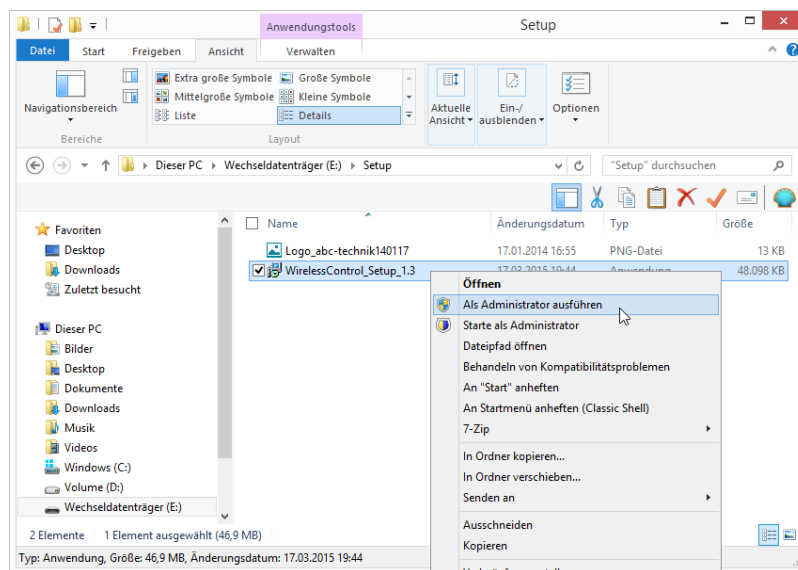 Anwendungstools
Setup
Datei Start Freigeben Ansicht Verwalten
Navigationsbereich
Extra große Symbole Große Symbole
Mittelgroße Symbole Kleine Symbole
Liste Details
Aktuelle Ansicht
Ein-/ausblenden
Optionen
Bereiche Layout
Dieser PC Wechseldatenträger (E:) Setup
"Setup" durchsuchen
Name Änderungsdatum Typ Größe
Logo_abc-technik140117 17.01.2014 16:55 PNG-Datei 13 KB
WirelessControl_Setup_1.3 17.03.2015 19:44 Anwendung 48.098 KB
Favoriten
Desktop
Downloads
Zuletzt besucht
Dieser PC
Bilder
Desktop
Dokumente
Downloads
Musik
Videos
Windows (C:)
Volume (D:)
Wechseldatenträger (E:)
Öffnen
Als Administrator ausführen
Starte als Administrator
Dateipfad öffnen
Behandeln von Kompatibilitätsproblemen
An "Start" anheften
An Startmenü anheften (Classic Shell)
7-Zip
In Ordner kopieren...
In Ordner verschieben...
Senden an
Ausschneiden
Kopieren
2 Elemente 1 Element ausgewählt (46,9 MB)
Typ: Anwendung, Größe: 46,9 MB, Änderungsdatum: 17.03.2015 19:44